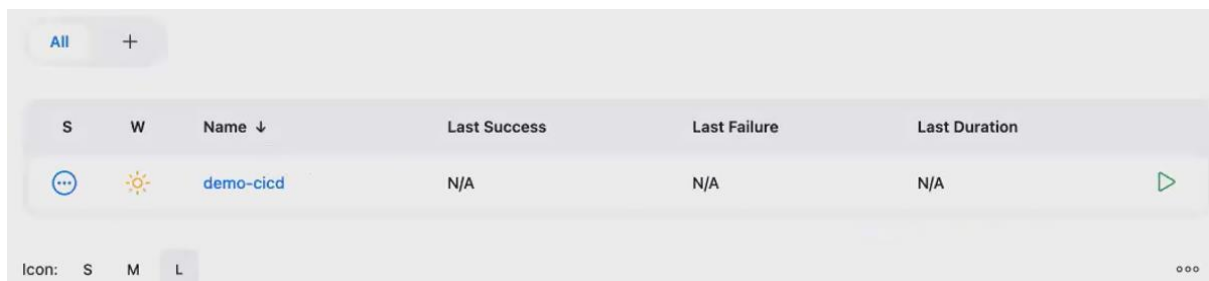 All +
S W Name ↓ Last Success Last Failure Last Duration
demo-cicd N/A N/A N/A
Icon: S M L